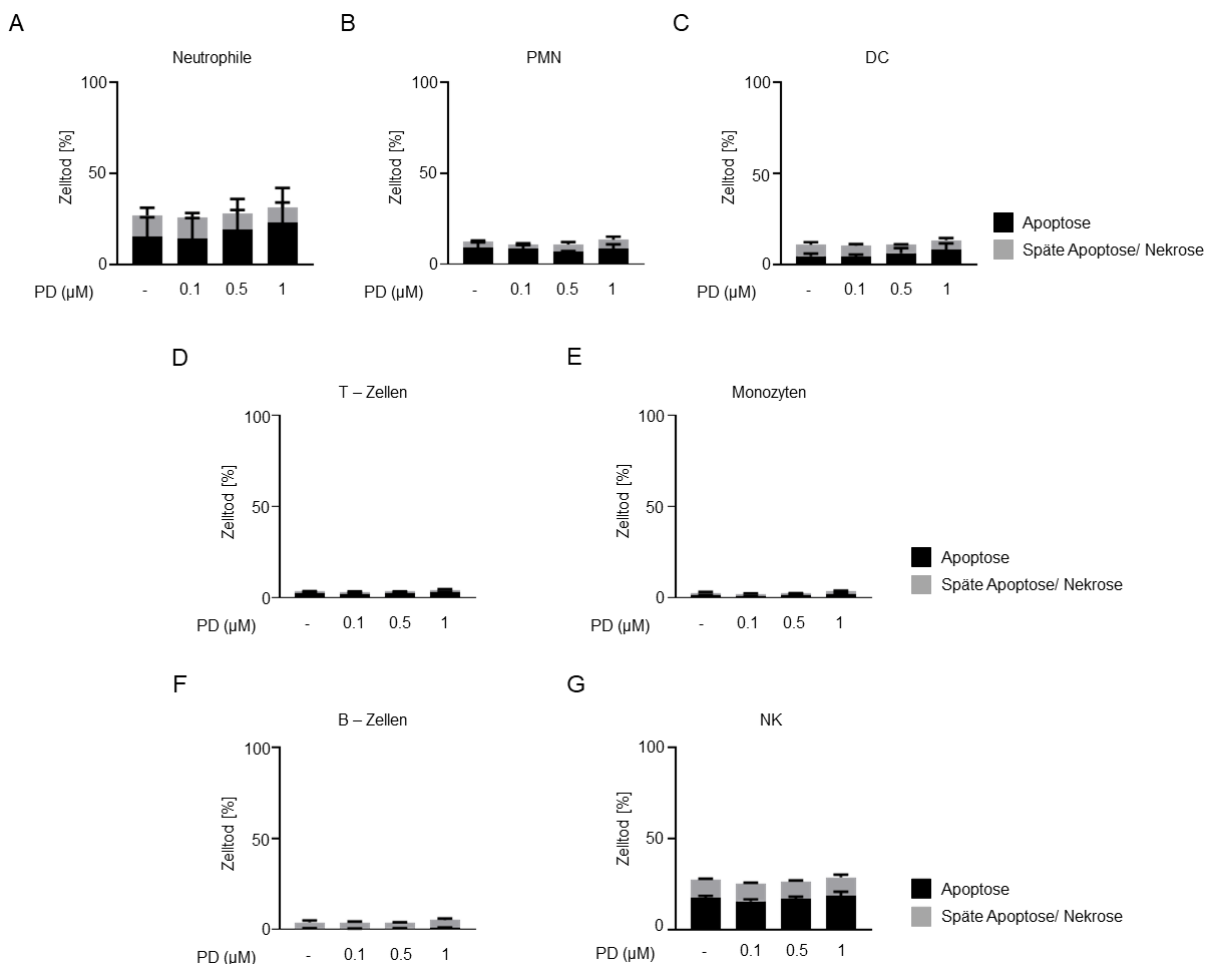 A
B
C
Neutrophile
PMN
DC
100
50
0
Zelltod [%]
PD (µM)
- 0.1 0.5 1
100
50
0
Zelltod [%]
PD (µM)
- 0.1 0.5 1
100
50
0
Zelltod [%]
PD (µM)
- 0.1 0.5 1
Apoptose
Späte Apoptose/ Nekrose
D
E
T – Zellen
Monozyten
100
50
0
Zelltod [%]
PD (µM)
- 0.1 0.5 1
100
50
0
Zelltod [%]
PD (µM)
- 0.1 0.5 1
Apoptose
Späte Apoptose/ Nekrose
F
G
B – Zellen
NK
100
50
0
Zelltod [%]
PD (µM)
- 0.1 0.5 1
100
50
0
Zelltod [%]
PD (µM)
- 0.1 0.5 1
Apoptose
Späte Apoptose/ Nekrose